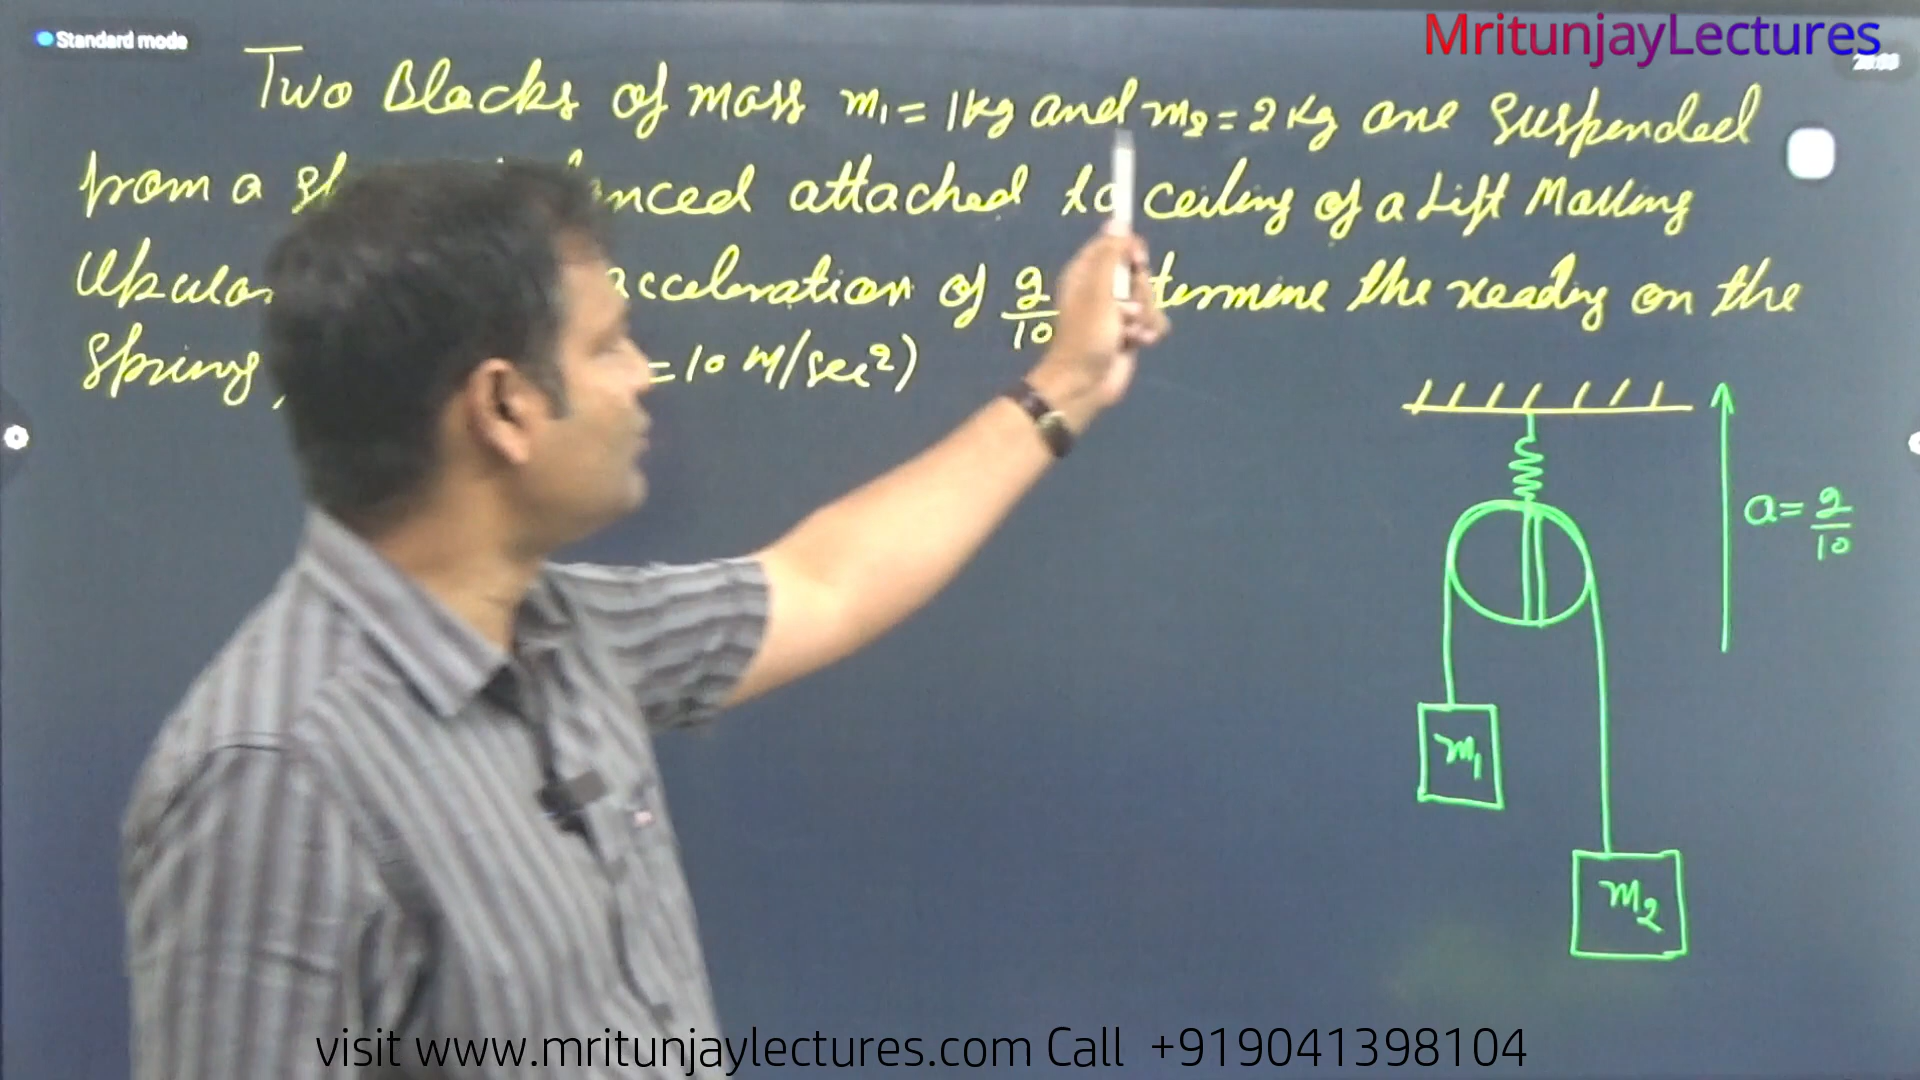 Standard mode
MritunjayLectures
Two Blocks of mass m₁ = 1kg and m₂ = 2kg are suspended
from a attached to ceiling of a Lift Moving
acceleration of g/10 the reading on the
Spring, = 10 M/sec²)
a = g/10
m₁
m₂
visit www.mritunjaylectures.com Call +919041398104